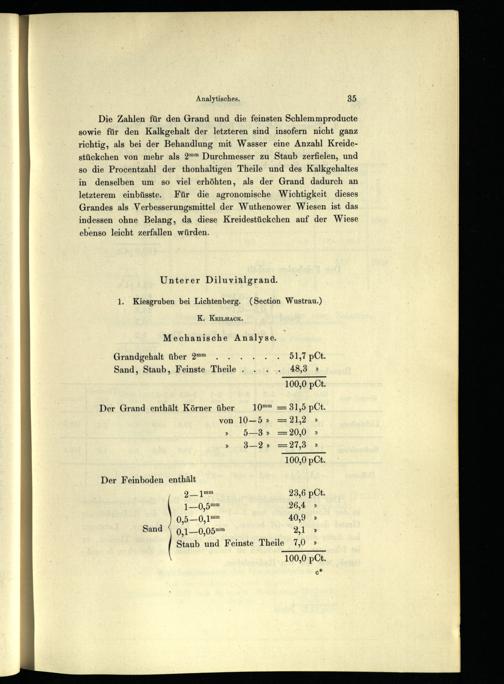 Analytisches. 35
Die Zahlen für den Grand und die feinsten Schlemmproducte
sowie für den Kalkgehalt der letzteren sind insofern nicht ganz
richtig, als bei der Behandlung mit Wasser eine Anzahl Kreide-
stückchen von mehr als 2mm Durchmesser zu Staub zerfielen, und
so die Procentzahl der thonhaltigen Theile und des Kalkgehaltes
in denselben um so viel erhöhten, als der Grand dadurch an
letzterem einbüsste. Für die agronomische Wichtigkeit dieses
Grandes als Verbesserungsmittel der Wuthenower Wiesen ist das
indessen ohne Belang, da diese Kreidestückchen auf der Wiese
ebenso leicht zerfallen würden.
Unterer Diluvialgrand.
1. Kiesgruben bei Lichtenberg. (Section Wustrau.)
K. Keilhack.
Mechanische Analyse.
Grandgehalt über 2mm . . . . . . 51,7 pCt.
Sand, Staub, Feinste Theile . . . . 48,3 »
100,0 pCt.
Der Grand enthält Körner über 10mm = 31,5 pCt.
von 10—5 » = 21,2 »
» 5—3 » = 20,0 »
» 3—2 » = 27,3 »
100,0 pCt.
Der Feinboden enthält
2—1mm 23,6 pCt.
1—0,5mm 26,4 »
0,5—0,1mm 40,9 »
Sand 0,1—0,05mm 2,1 »
Staub und Feinste Theile 7,0 »
100,0 pCt.
c*